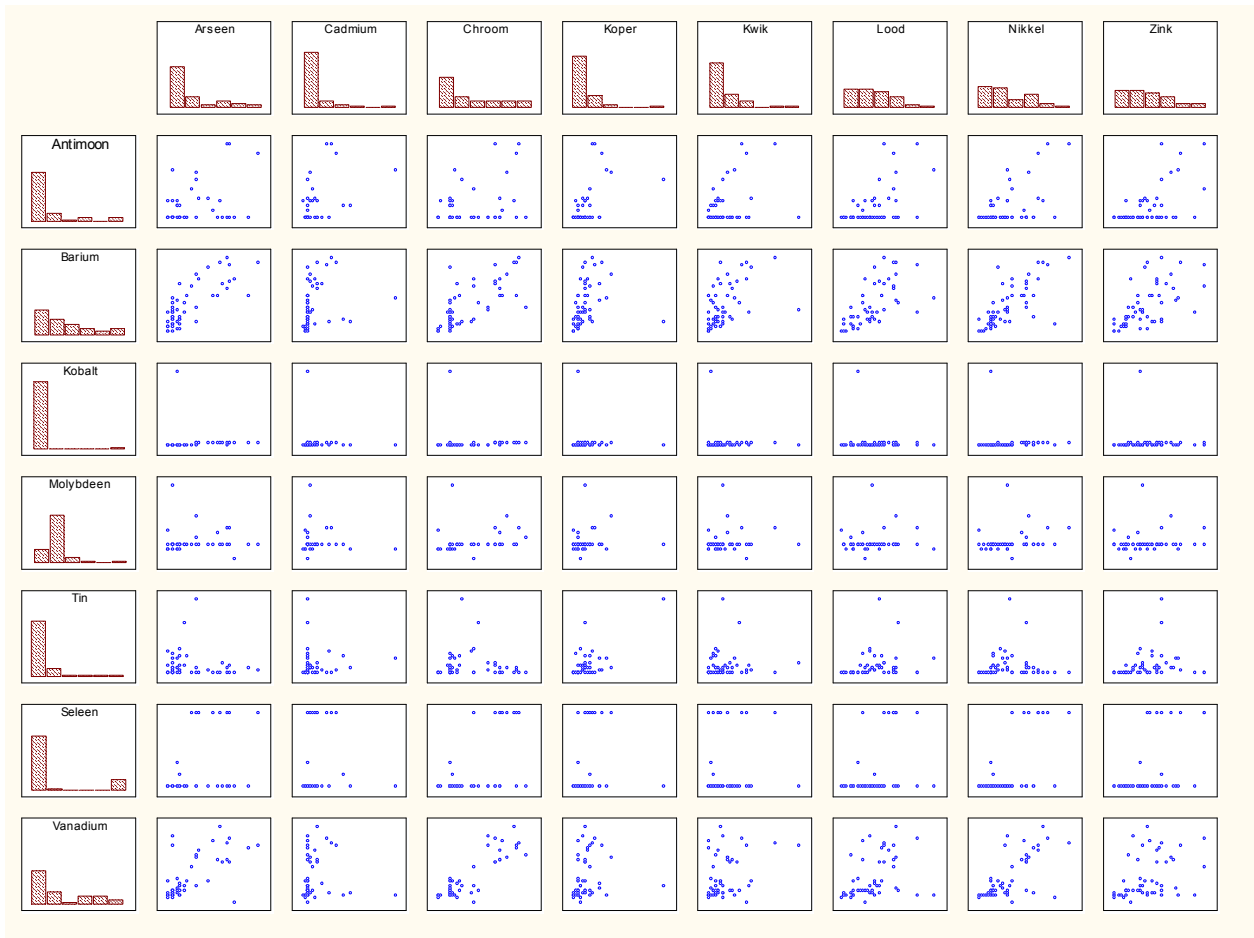 Arseen
Cadmium
Chroom
Koper
Kwik
Lood
Nikkel
Zink
Antimoon
Barium
Kobalt
Molybdeen
Tin
Seleen
Vanadium